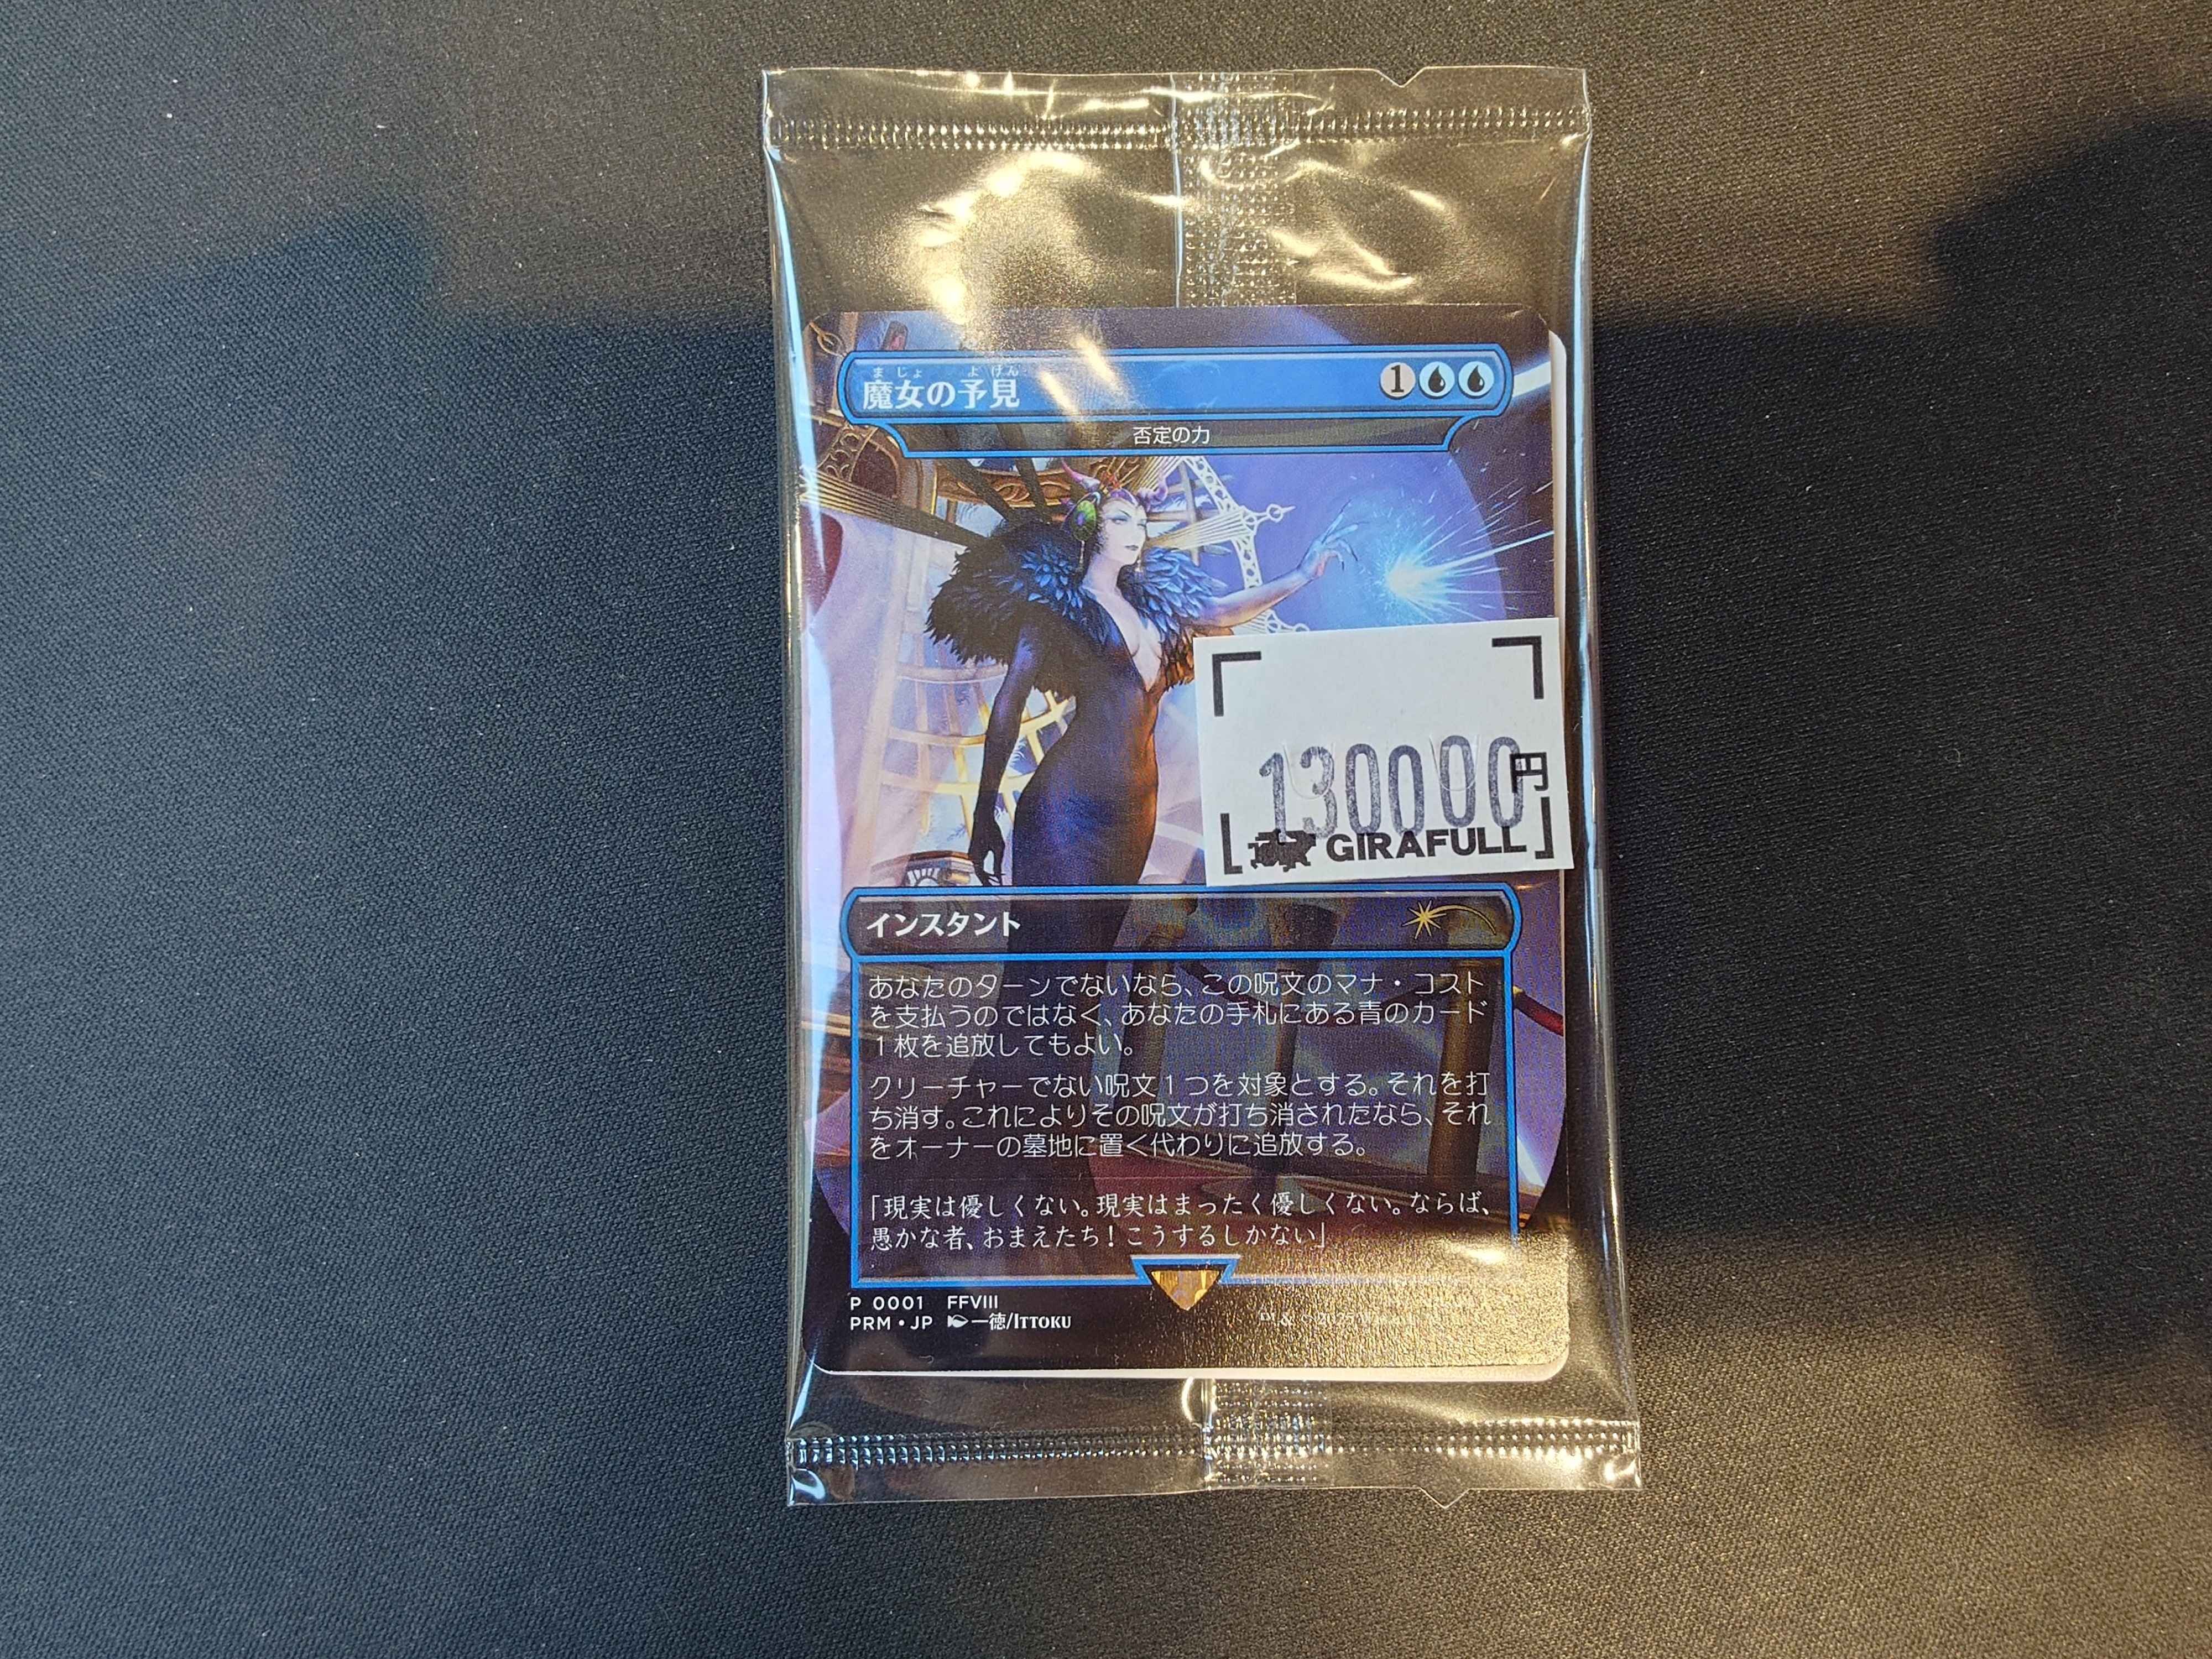 まじょ よげん
魔女の予見
1
否定の力
130000円
GIRAFULL
インスタント
あなたのターンでないなら、この呪文のマナ・コスト
を支払うのではなく、あなたの手札にある青のカード
1枚を追放してもよい。
クリーチャーでない呪文1つを対象とする。それを打
ち消す。これによりその呪文が打ち消されたなら、それ
をオーナーの墓地に置く代わりに追放する。
「現実は優しくない。現実はまったく優しくない。ならば、
愚かな者、おまえたち！こうするしかない」
P 0001 FFVIII
PRM • JP 一徳/ITTOKU
™ & © 2025